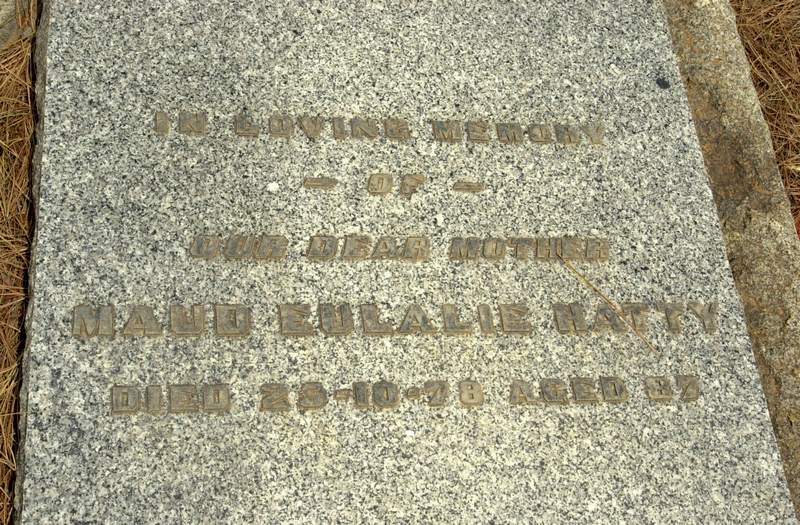 IN LOVING MEMORY
- OF -
OUR DEAR MOTHER
MAUD EULALIE HATTY
DIED 23-10-78 AGED 87